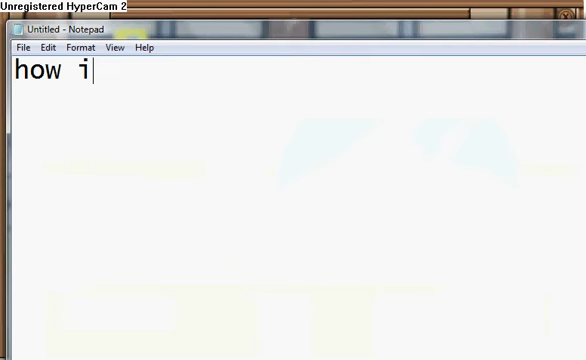 Unregistered HyperCam 2
Untitled - Notepad
File Edit Format View Help
how i